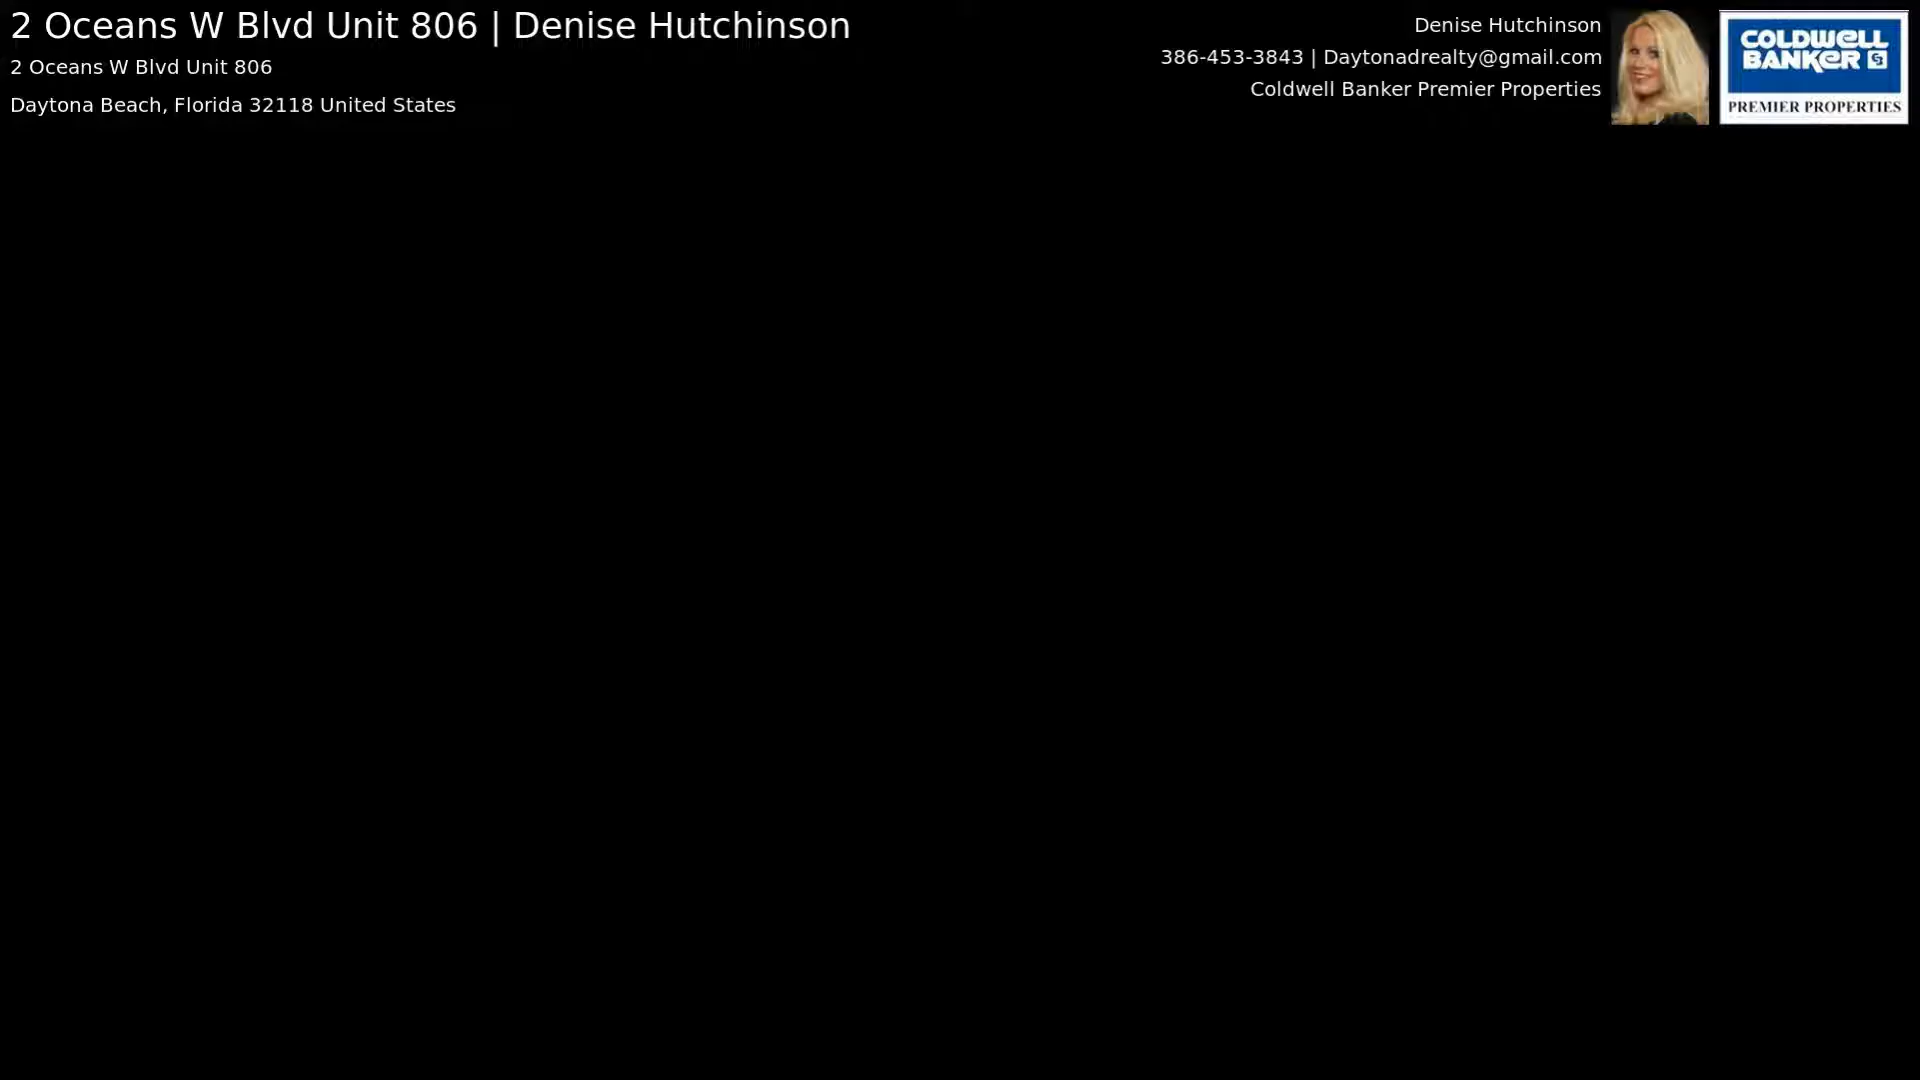 2 Oceans W Blvd Unit 806 | Denise Hutchinson
2 Oceans W Blvd Unit 806
Daytona Beach, Florida 32118 United States
Denise Hutchinson
386-453-3843 | Daytonadrealty@gmail.com
Coldwell Banker Premier Properties
COLDWELL
BANKER CB
PREMIER PROPERTIES